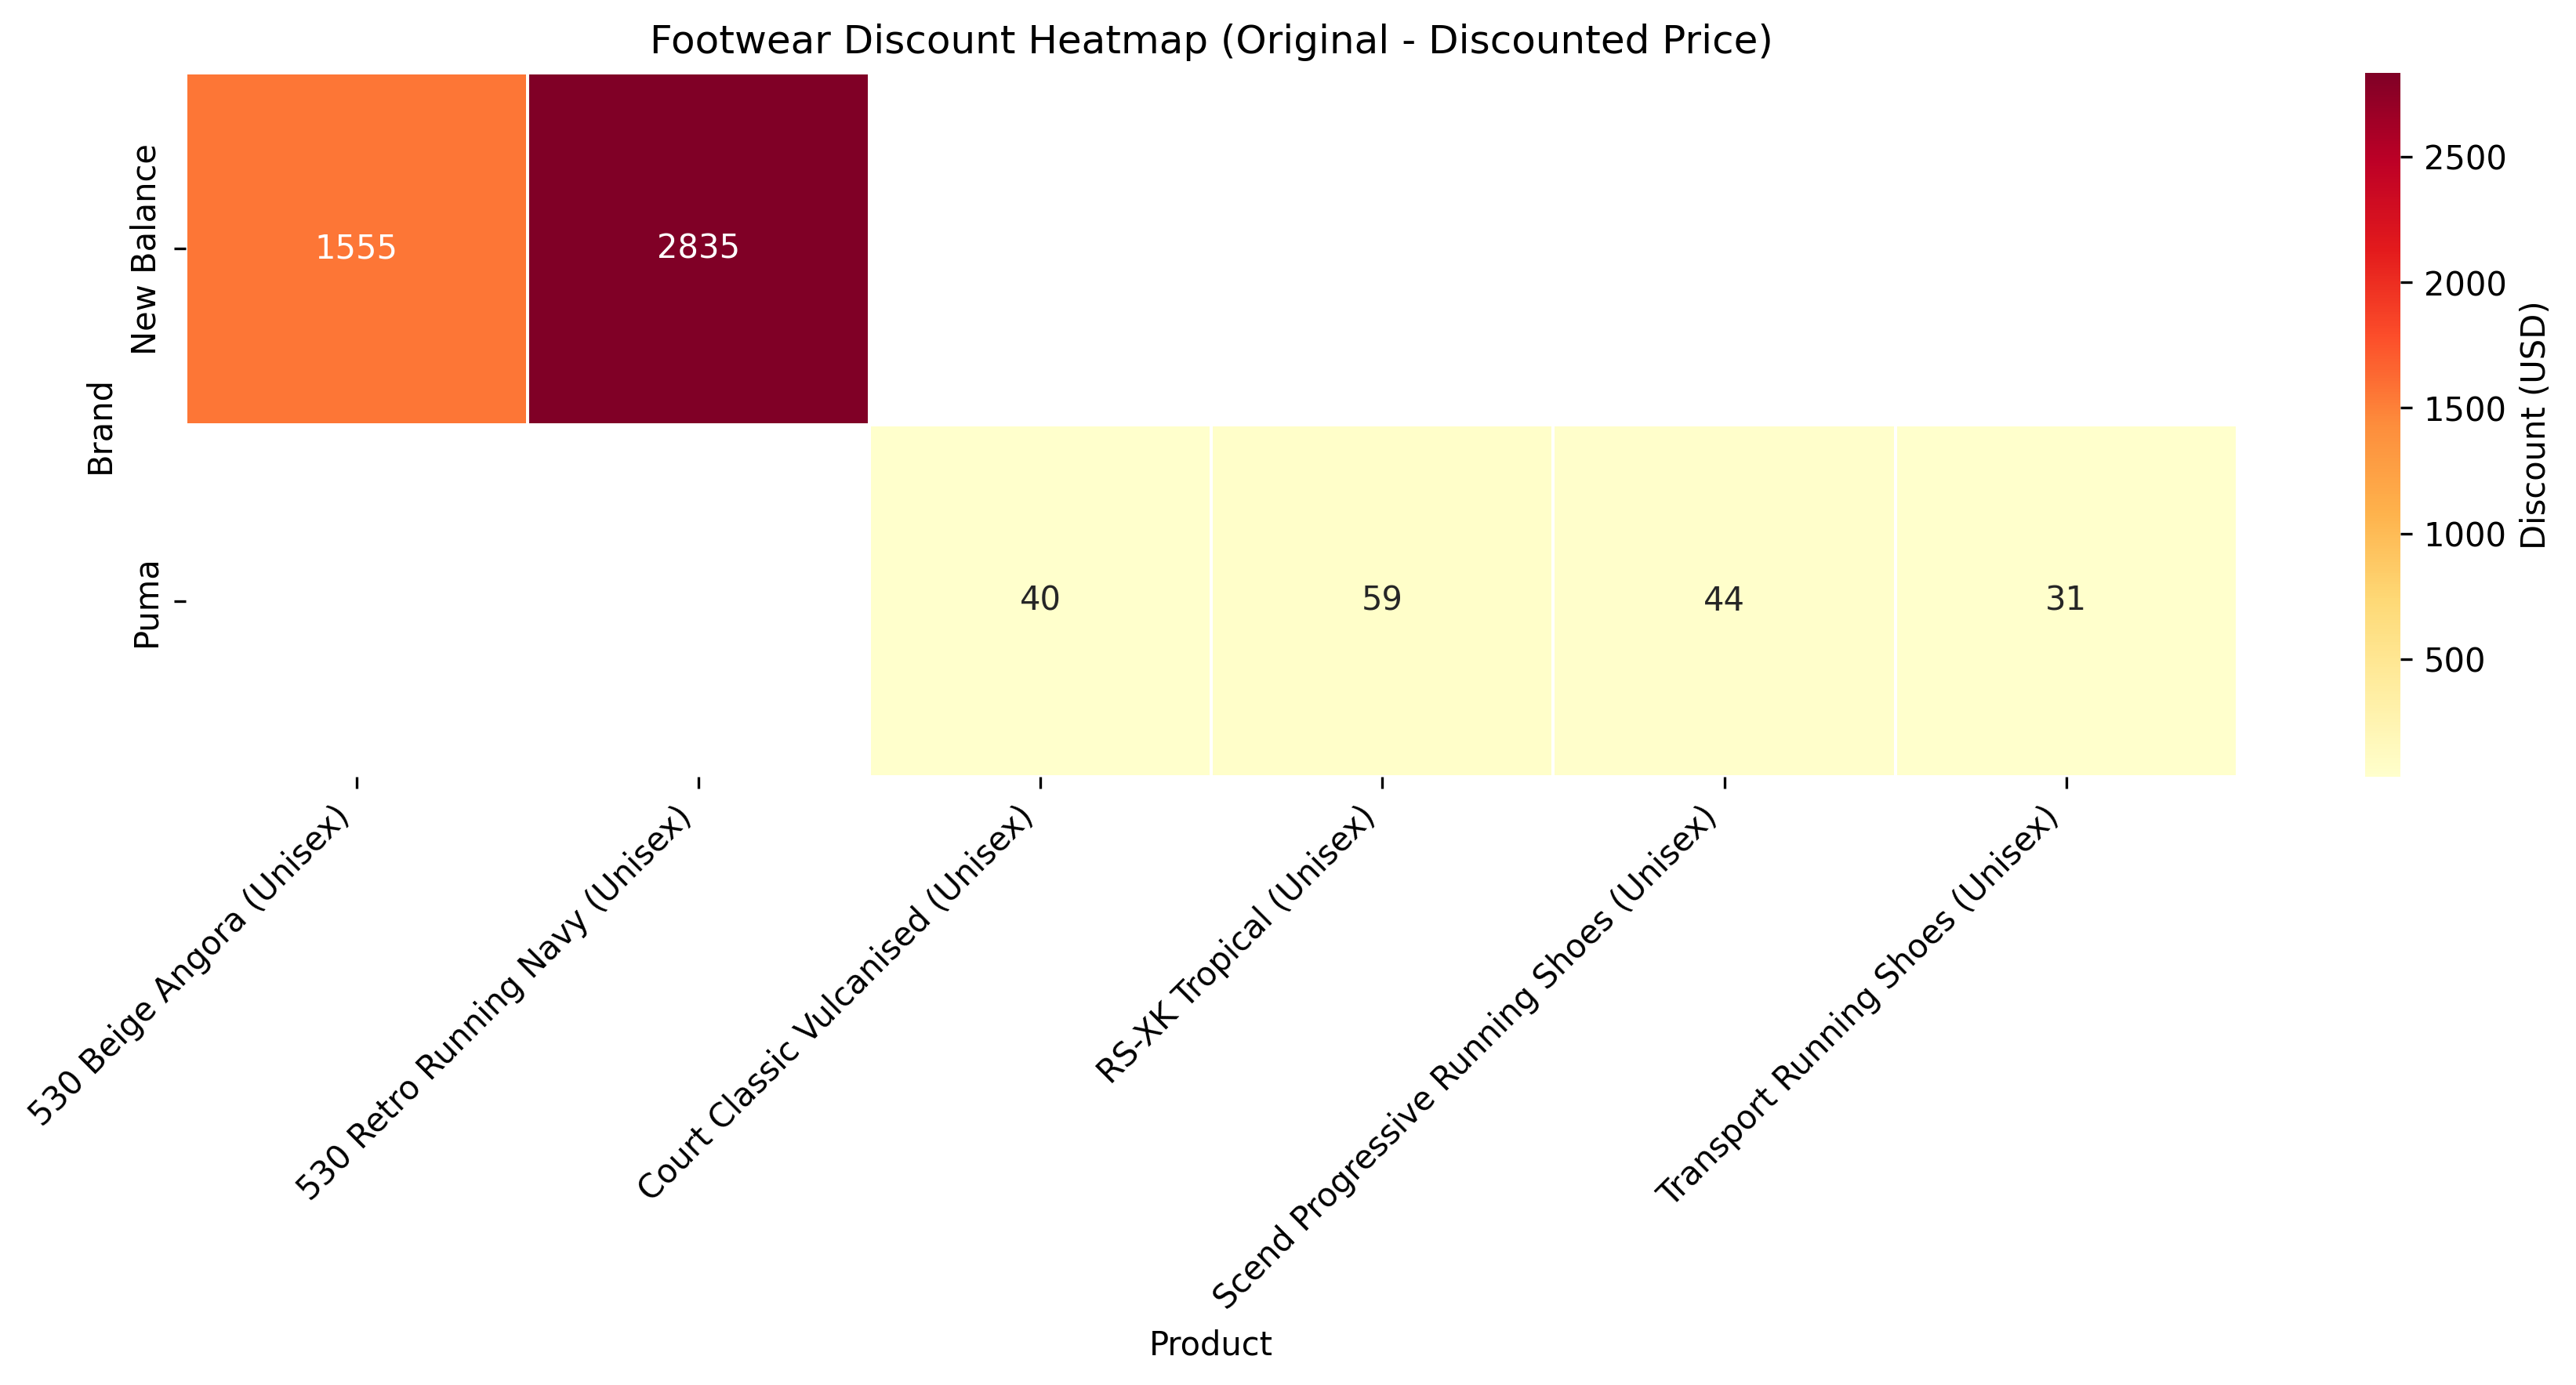 Footwear Discount Heatmap (Original - Discounted Price)
Brand
New Balance
Puma
1555
2835
40
59
44
31
530 Beige Angora (Unisex)
530 Retro Running Navy (Unisex)
Court Classic Vulcanised (Unisex)
RS-XK Tropical (Unisex)
Scend Progressive Running Shoes (Unisex)
Transport Running Shoes (Unisex)
Product
2500
2000
1500
1000
500
Discount (USD)